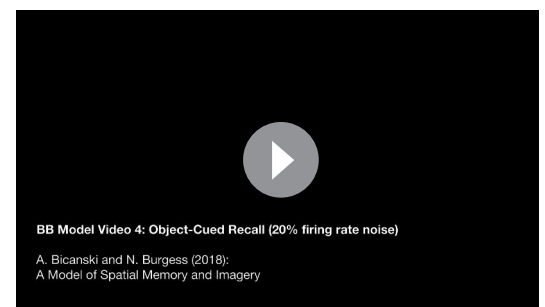 BB Model Video 4: Object-Cued Recall (20% firing rate noise)
A. Bicanski and N. Burgess (2018):
A Model of Spatial Memory and Imagery